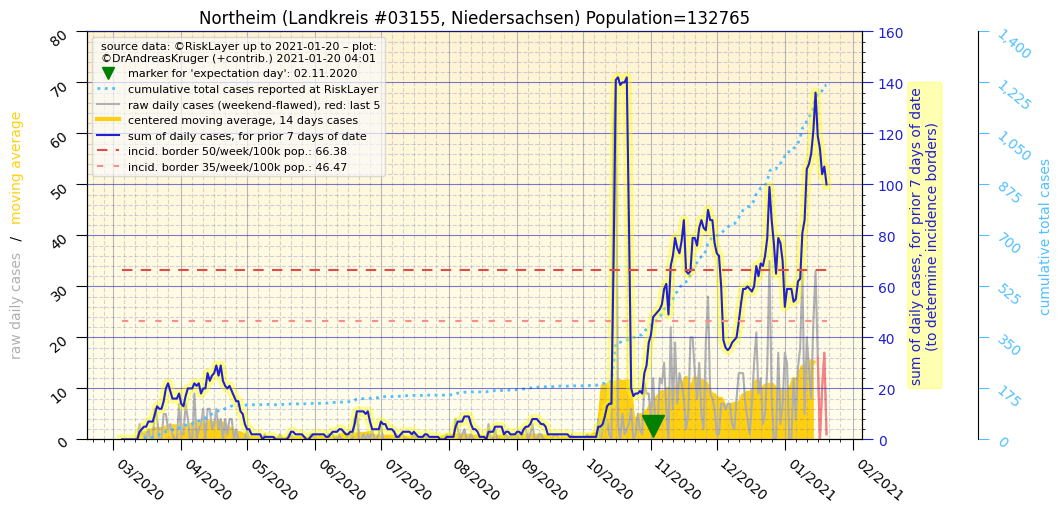 Northeim (Landkreis #03155, Niedersachsen) Population=132765
source data: ©RiskLayer up to 2021-01-20 – plot:
©DrAndreasKruger (+contrib.) 2021-01-20 04:01
marker for 'expectation day': 02.11.2020
cumulative total cases reported at RiskLayer
raw daily cases (weekend-flawed), red: last 5
centered moving average, 14 days cases
sum of daily cases, for prior 7 days of date
incid. border 50/week/100k pop.: 66.38
incid. border 35/week/100k pop.: 46.47
raw daily cases / moving average
80
70
60
50
40
30
20
10
0
03/2020
04/2020
05/2020
06/2020
07/2020
08/2020
09/2020
10/2020
11/2020
12/2020
01/2021
02/2021
160
140
120
100
80
60
40
20
0
sum of daily cases, for prior 7 days of date
(to determine incidence borders)
1,400
1,225
1,050
875
700
525
350
175
0
cumulative total cases